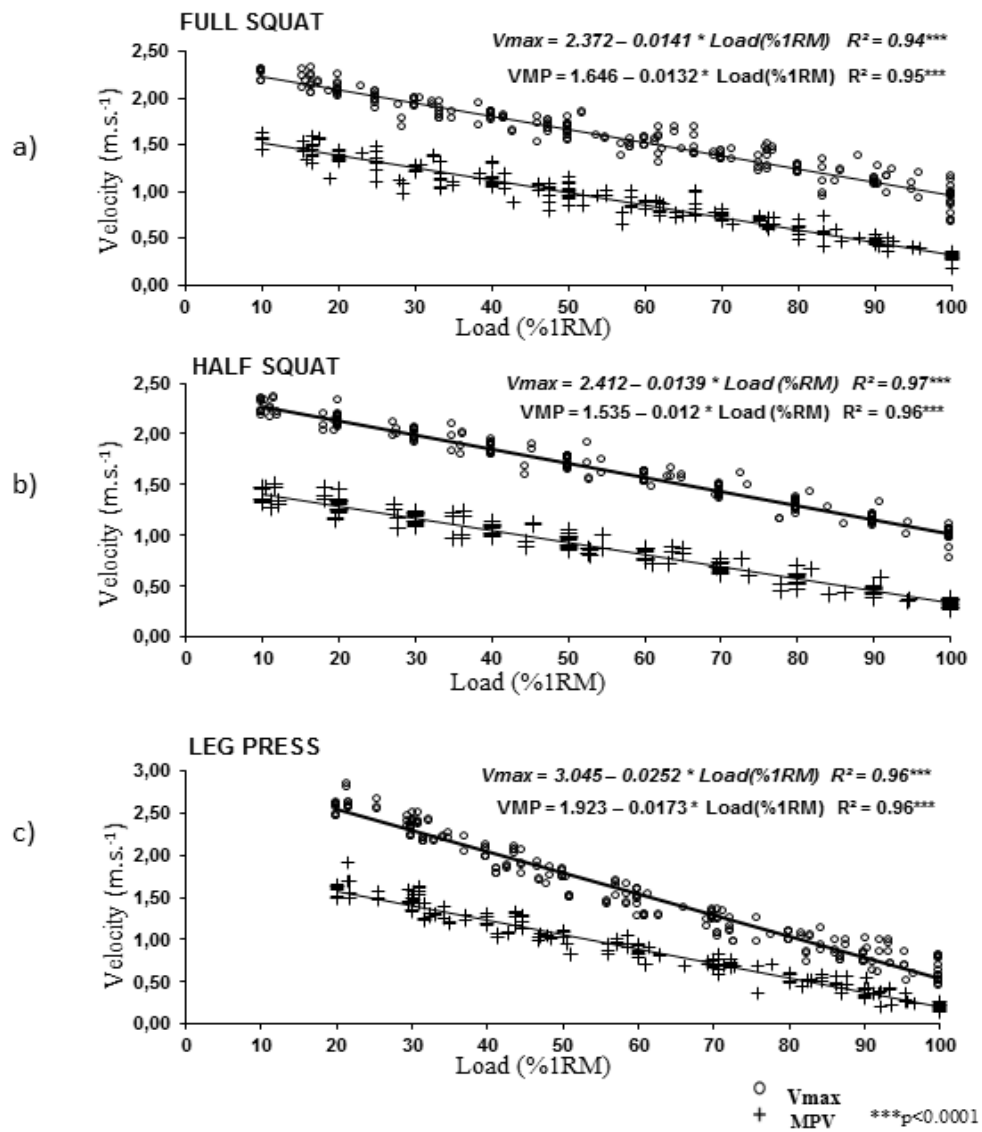 FULL SQUAT
Vmax = 2.372 – 0.0141 * Load(%1RM) R² = 0.94***
VMP = 1.646 – 0.0132 * Load(%1RM) R² = 0.95***
a)
Velocity (m.s.⁻¹)
2,50
2,00
1,50
1,00
0,50
0,00
0 10 20 30 40 50 60 70 80 90 100
Load (%1RM)
HALF SQUAT
Vmax = 2.412 – 0.0139 * Load (%RM) R² = 0.97***
VMP = 1.535 – 0.012 * Load (%RM) R² = 0.96***
b)
Velocity (m.s.⁻¹)
2,50
2,00
1,50
1,00
0,50
0,00
0 10 20 30 40 50 60 70 80 90 100
Load (%1RM)
LEG PRESS
Vmax = 3.045 – 0.0252 * Load(%1RM) R² = 0.96***
VMP = 1.923 – 0.0173 * Load(%1RM) R² = 0.96***
c)
Velocity (m.s.⁻¹)
3,00
2,50
2,00
1,50
1,00
0,50
0,00
0 10 20 30 40 50 60 70 80 90 100
Load (%1RM)
Vmax
MPV ***p<0.0001